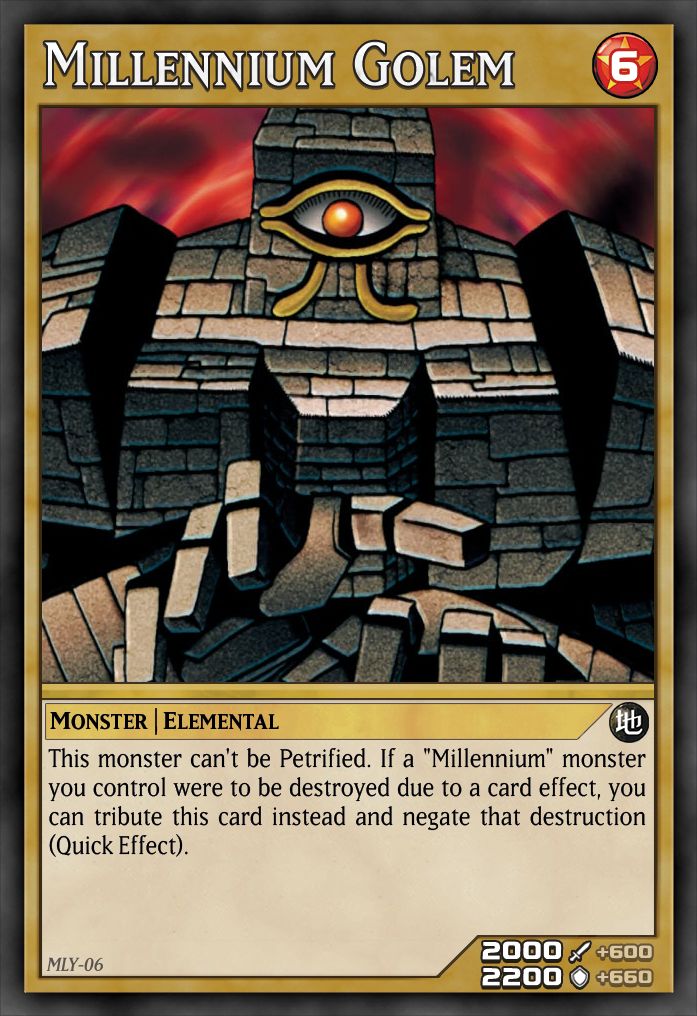 Millennium Golem
6
Monster | Elemental
This monster can't be Petrified. If a "Millennium" monster
you control were to be destroyed due to a card effect, you
can tribute this card instead and negate that destruction
(Quick Effect).
MLY-06
2000 +600
2200 +660